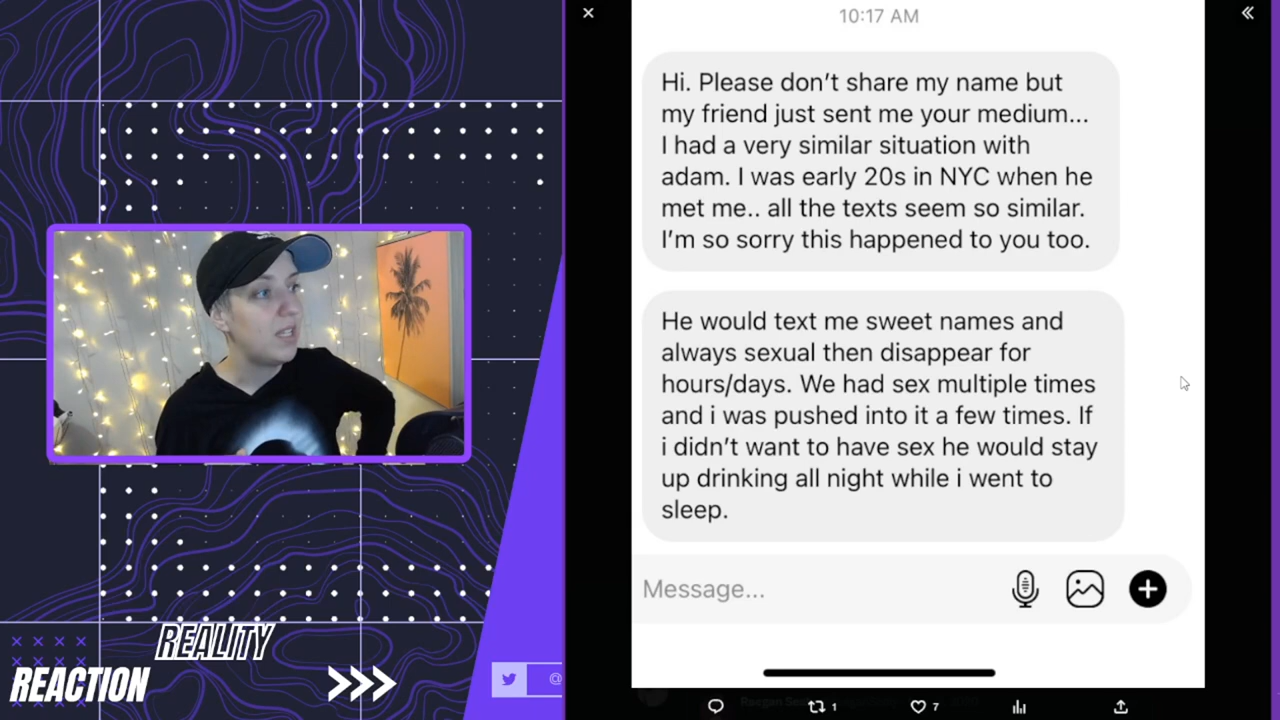 10:17 AM
Hi. Please don't share my name but
my friend just sent me your medium...
I had a very similar situation with
adam. I was early 20s in NYC when he
met me.. all the texts seem so similar.
I'm so sorry this happened to you too.
He would text me sweet names and
always sexual then disappear for
hours/days. We had sex multiple times
and i was pushed into it a few times. If
i didn't want to have sex he would stay
up drinking all night while i went to
sleep.
Message...
REALITY
REACTION
@
1
7